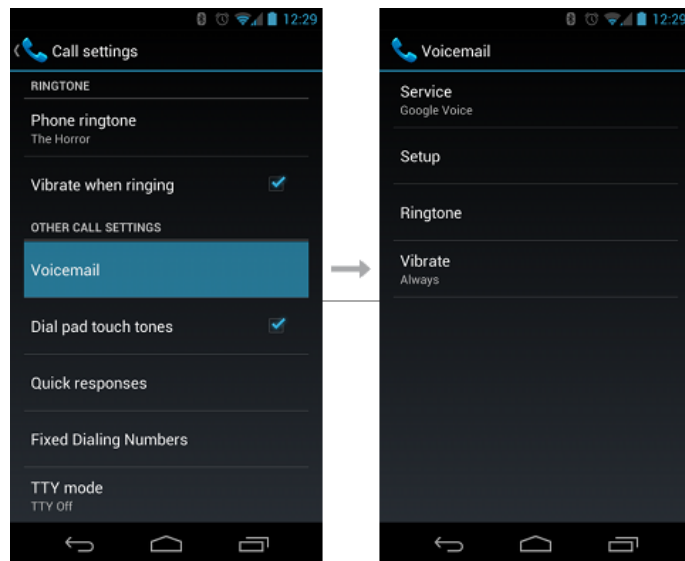 12:29
Call settings
RINGTONE
Phone ringtone
The Horror
Vibrate when ringing
OTHER CALL SETTINGS
Voicemail
Dial pad touch tones
Quick responses
Fixed Dialing Numbers
TTY mode
TTY Off
12:29
Voicemail
Service
Google Voice
Setup
Ringtone
Vibrate
Always